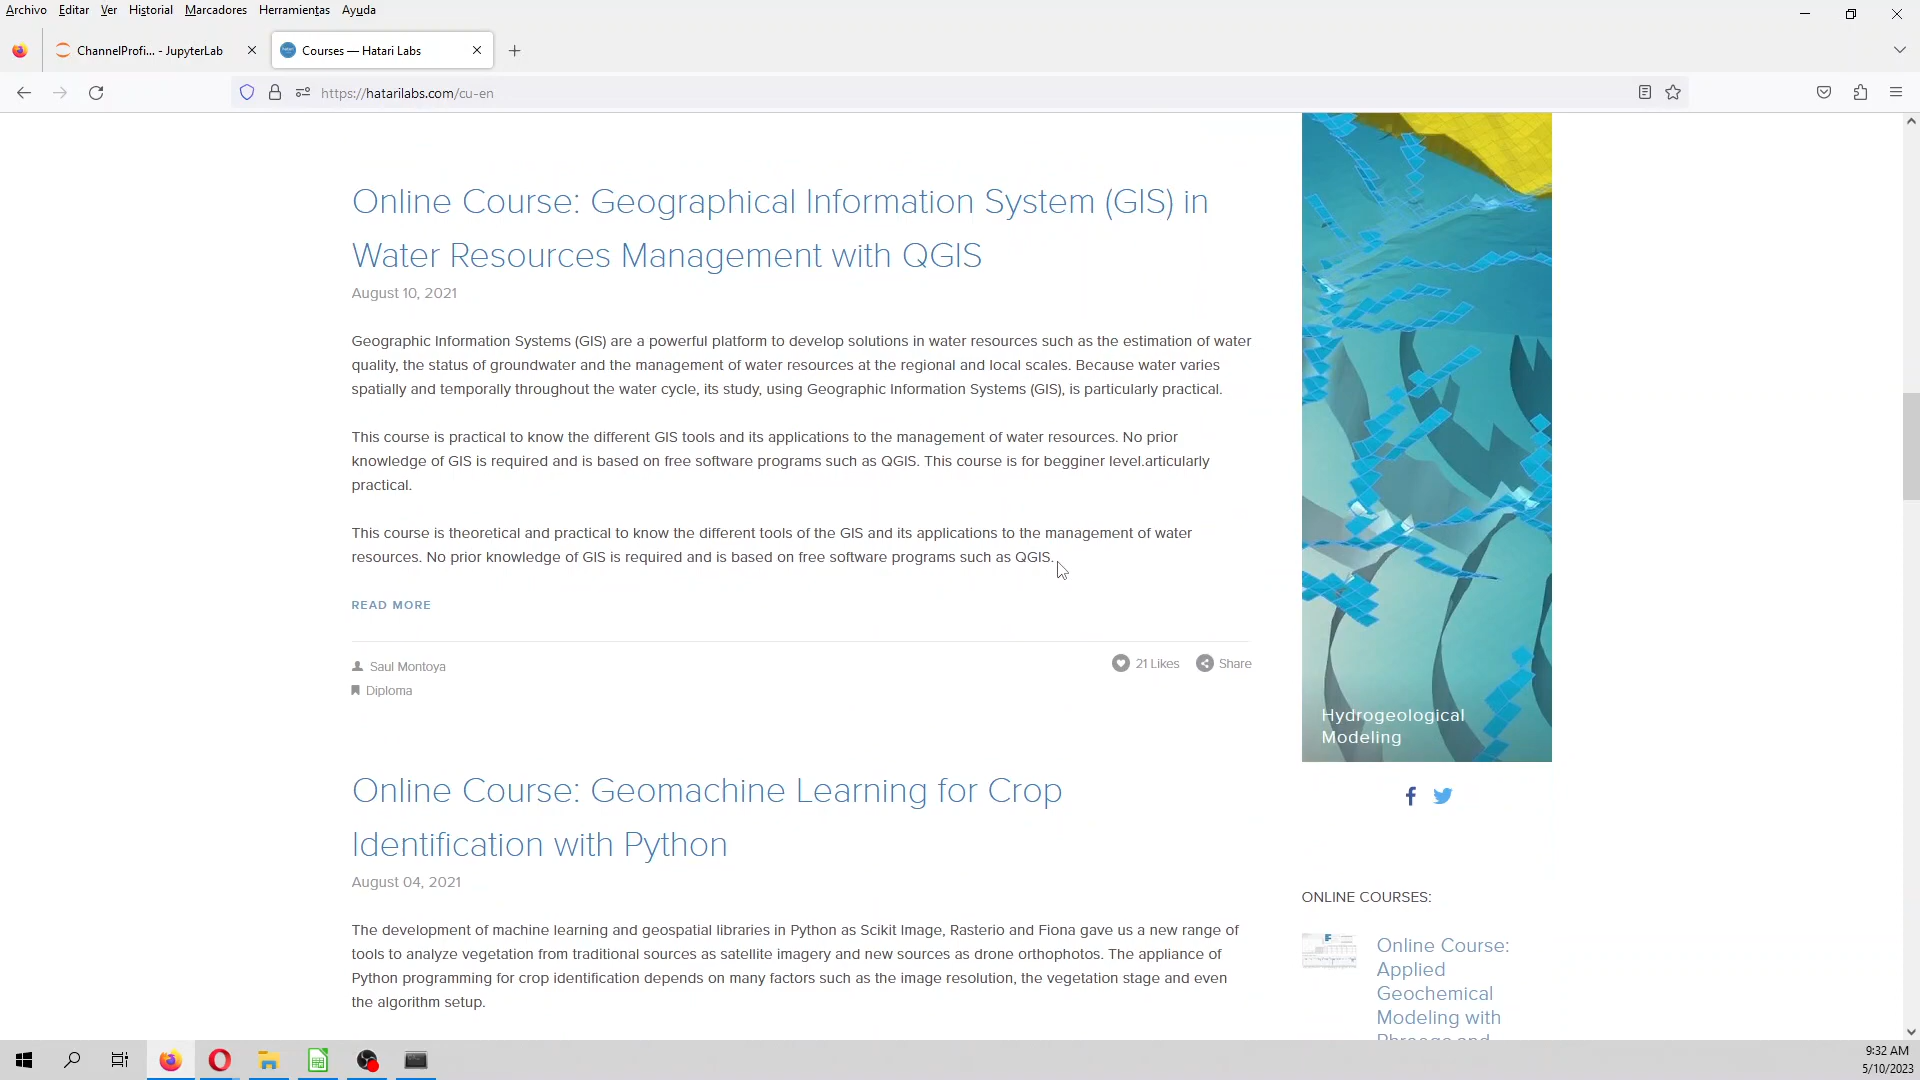 Archivo Editar Ver Historial Marcadores Herramientas Ayuda
ChannelProfi... - JupyterLab
Courses — Hatari Labs
https://hatarilabs.com/cu-en
Online Course: Geographical Information System (GIS) in
Water Resources Management with QGIS
August 10, 2021
Geographic Information Systems (GIS) are a powerful platform to develop solutions in water resources such as the estimation of water
quality, the status of groundwater and the management of water resources at the regional and local scales. Because water varies
spatially and temporally throughout the water cycle, its study, using Geographic Information Systems (GIS), is particularly practical.
This course is practical to know the different GIS tools and its applications to the management of water resources. No prior
knowledge of GIS is required and is based on free software programs such as QGIS. This course is for begginer level.articularly
practical.
This course is theoretical and practical to know the different tools of the GIS and its applications to the management of water
resources. No prior knowledge of GIS is required and is based on free software programs such as QGIS.
READ MORE
Saul Montoya
21 Likes
Share
Diploma
Online Course: Geomachine Learning for Crop
Identification with Python
August 04, 2021
The development of machine learning and geospatial libraries in Python as Scikit Image, Rasterio and Fiona gave us a new range of
tools to analyze vegetation from traditional sources as satellite imagery and new sources as drone orthophotos. The appliance of
Python programming for crop identification depends on many factors such as the image resolution, the vegetation stage and even
the algorithm setup.
Hydrogeological
Modeling
ONLINE COURSES:
Online Course:
Applied
Geochemical
Modeling with
Phreeqc and
9:32 AM
5/10/2023